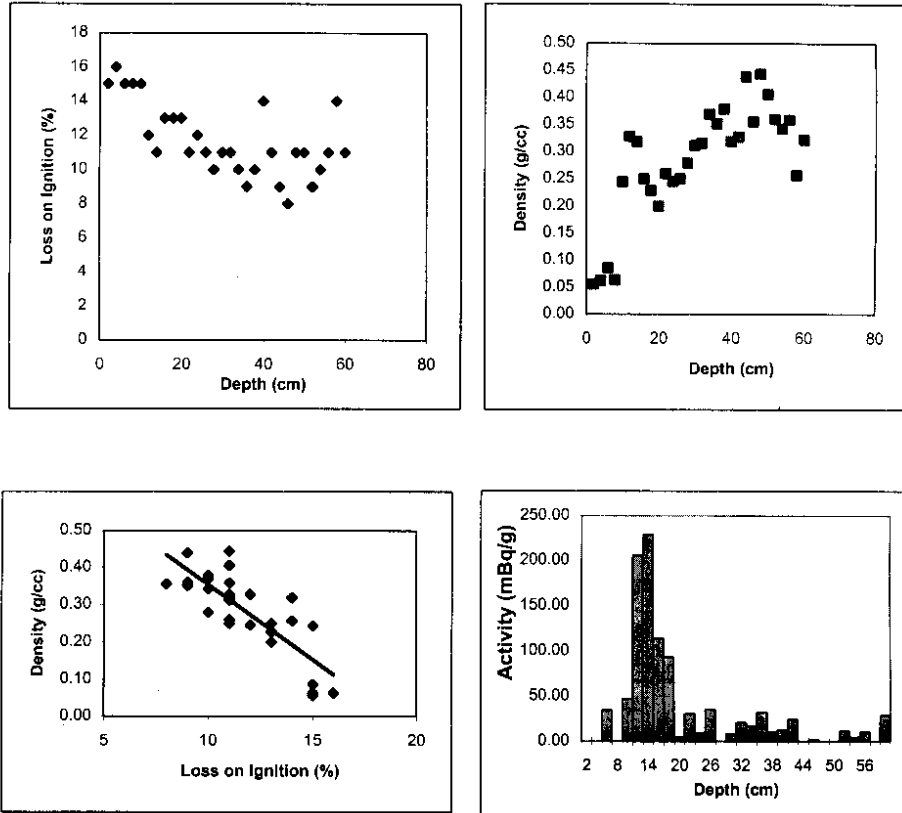 18
16
14
12
10
8
6
4
2
0
Loss on Ignition (%)
0 20 40 60 80
Depth (cm)
0.50
0.45
0.40
0.35
0.30
0.25
0.20
0.15
0.10
0.05
0.00
Density (g/cc)
0 20 40 60 80
Depth (cm)
0.50
0.40
0.30
0.20
0.10
0.00
Density (g/cc)
5 10 15 20
Loss on Ignition (%)
250.00
200.00
150.00
100.00
50.00
0.00
Activity (mBq/g)
2 8 14 20 26 32 38 44 50 56
Depth (cm)